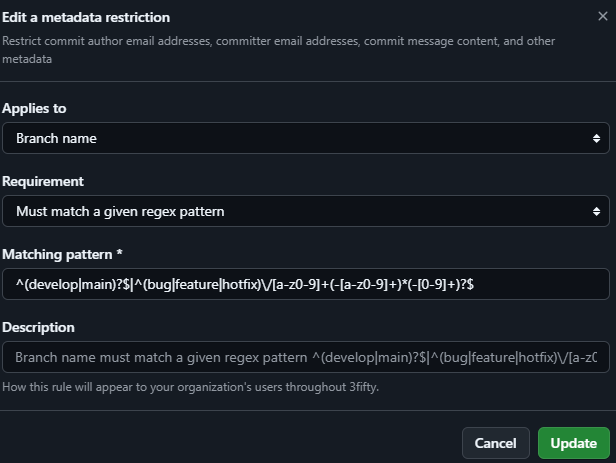 Edit a metadata restriction
Restrict commit author email addresses, committer email addresses, commit message content, and other
metadata
Applies to
Branch name
Requirement
Must match a given regex pattern
Matching pattern *
^(develop|main)?$|^(bug|feature|hotfix)\/[a-z0-9]+(-[a-z0-9]+)*(-[0-9]+)?$
Description
Branch name must match a given regex pattern ^(develop|main)?$|^(bug|feature|hotfix)\/[a-z0
How this rule will appear to your organization's users throughout 3fifty.
Cancel
Update